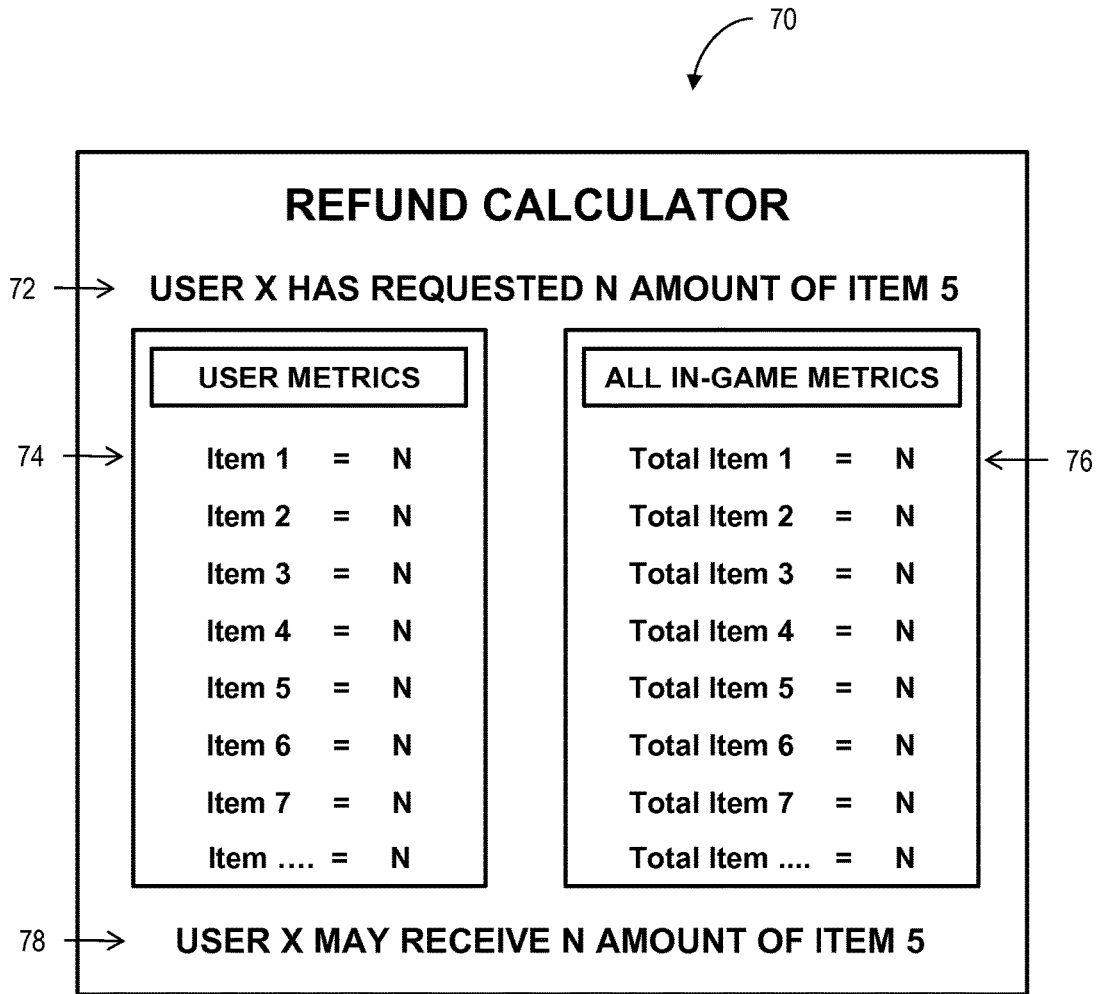 70
REFUND CALCULATOR
72 USER X HAS REQUESTED N AMOUNT OF ITEM 5
USER METRICS
74 Item 1 = N
Item 2 = N
Item 3 = N
Item 4 = N
Item 5 = N
Item 6 = N
Item 7 = N
Item .... = N
ALL IN-GAME METRICS
Total Item 1 = N 76
Total Item 2 = N
Total Item 3 = N
Total Item 4 = N
Total Item 5 = N
Total Item 6 = N
Total Item 7 = N
Total Item .... = N
78 USER X MAY RECEIVE N AMOUNT OF ITEM 5